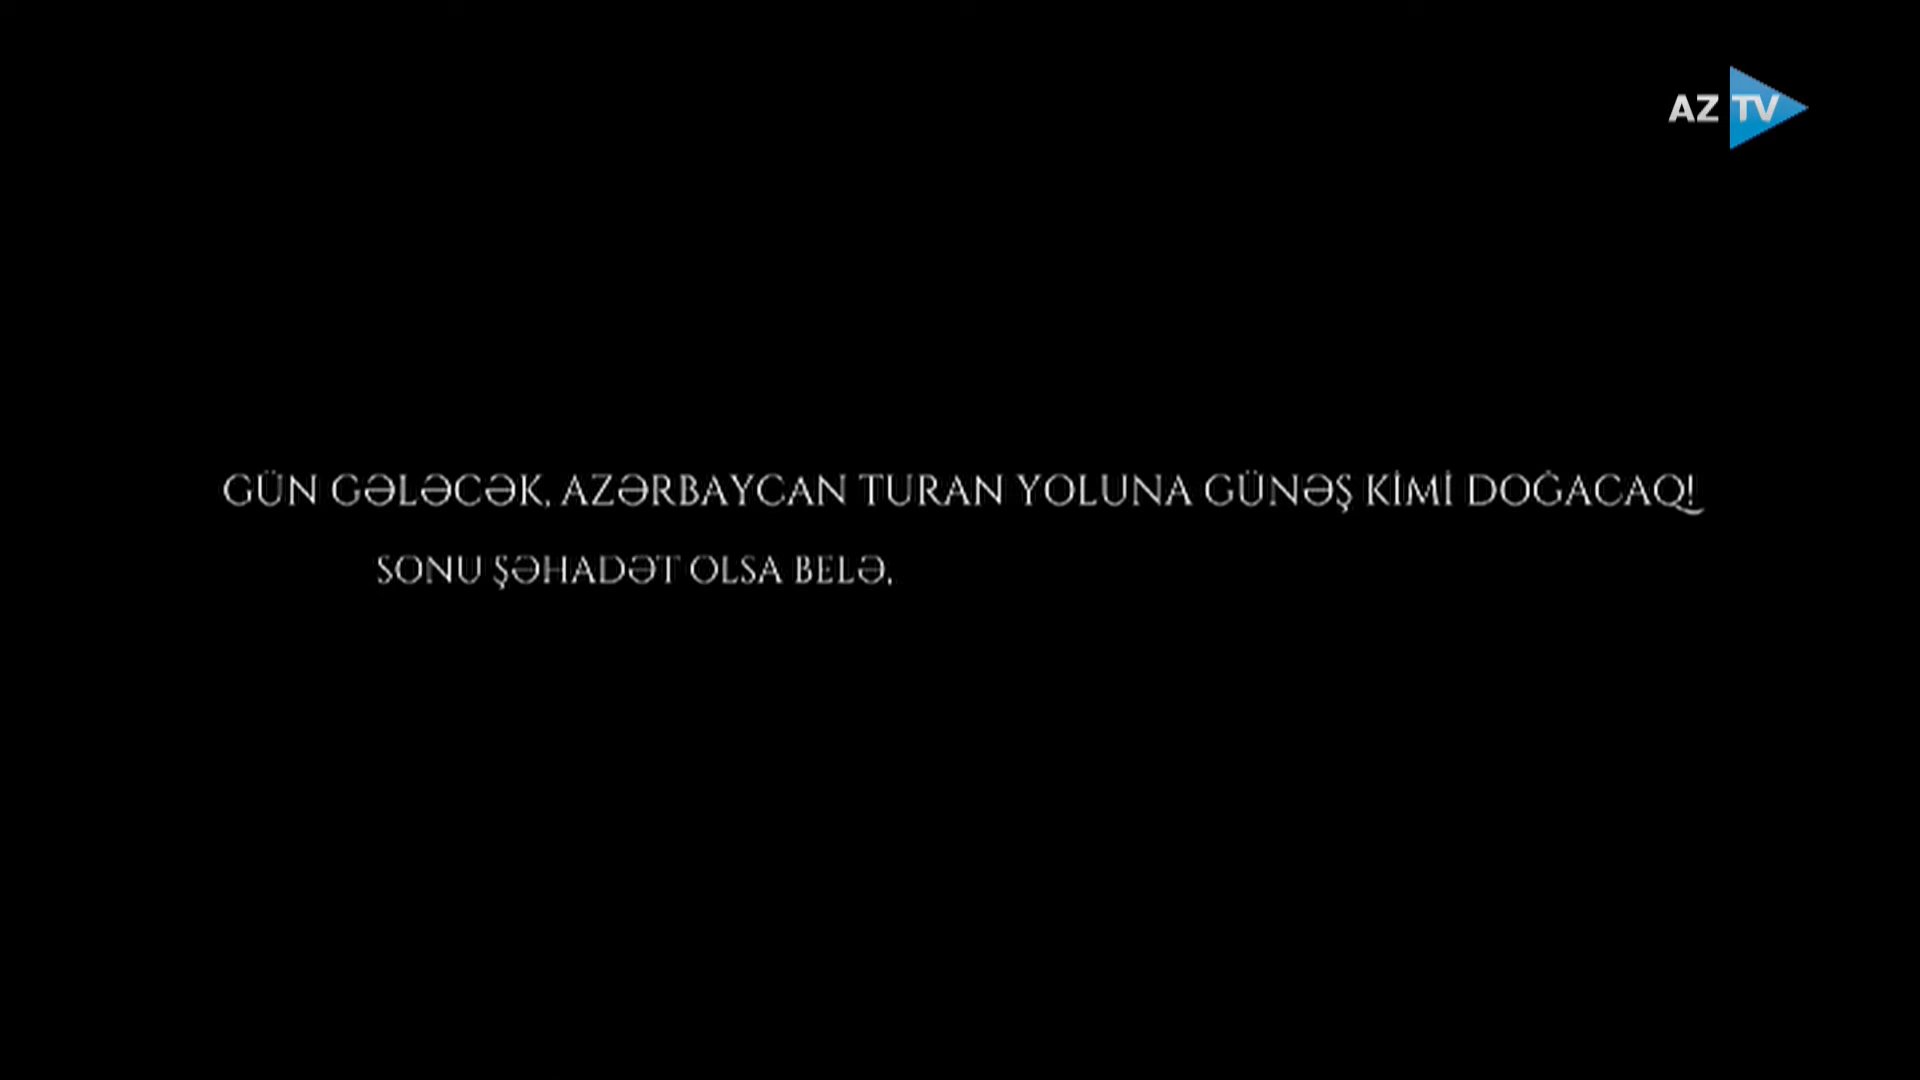 AZ TV
GÜN GƏLƏCƏK, AZƏRBAYCAN TURAN YOLUNA GÜNƏŞ KİMİ DOĞACAQ!
SONU ŞƏHADƏT OLSA BELƏ,